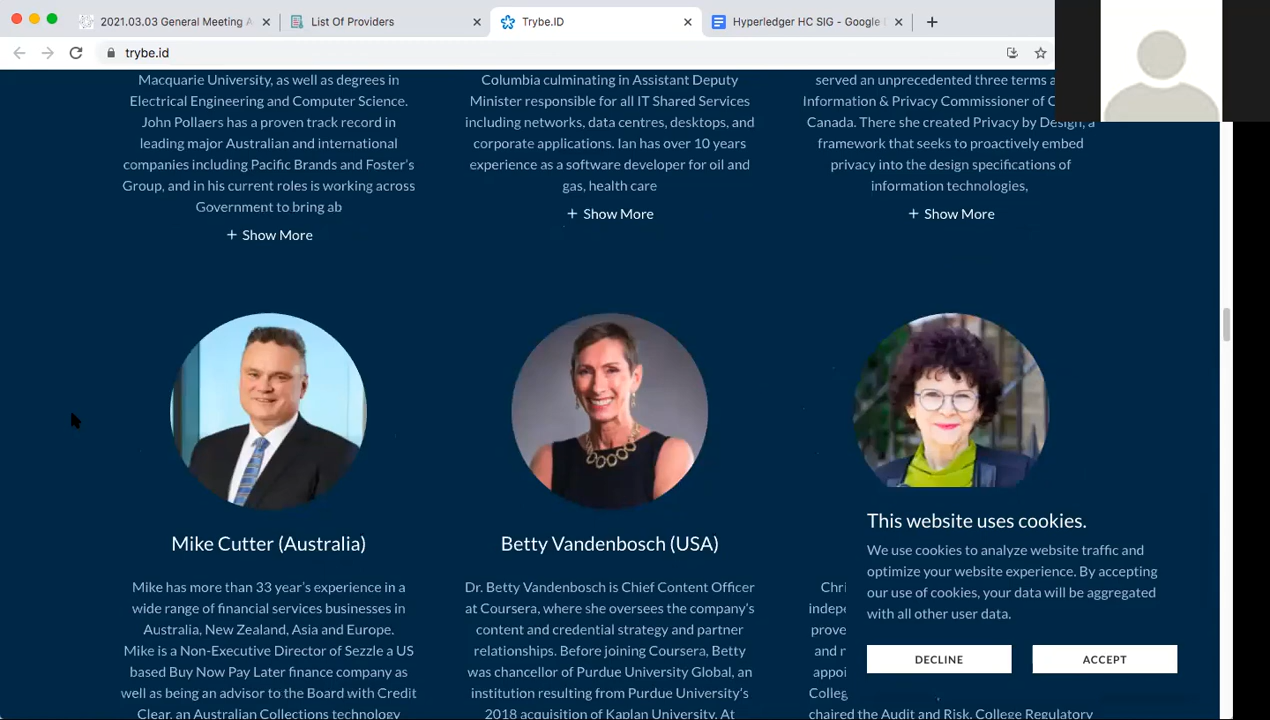 2021.03.03 General Meeting A
List Of Providers
Trybe.ID
Hyperledger HC SIG - Google
trybe.id
Macquarie University, as well as degrees in
Electrical Engineering and Computer Science.
John Pollaers has a proven track record in
leading major Australian and international
companies including Pacific Brands and Foster's
Group, and in his current roles is working across
Government to bring ab
+ Show More
Columbia culminating in Assistant Deputy
Minister responsible for all IT Shared Services
including networks, data centres, desktops, and
corporate applications. Ian has over 10 years
experience as a software developer for oil and
gas, health care
+ Show More
served an unprecedented three terms a
Information & Privacy Commissioner of
Canada. There she created Privacy by Design, a
framework that seeks to proactively embed
privacy into the design specifications of
information technologies,
+ Show More
Mike Cutter (Australia)
Mike has more than 33 year's experience in a
wide range of financial services businesses in
Australia, New Zealand, Asia and Europe.
Mike is a Non-Executive Director of Sezzle a US
based Buy Now Pay Later finance company as
well as being an advisor to the Board with Credit
Clear, an Australian Collections technology
Betty Vandenbosch (USA)
Dr. Betty Vandenbosch is Chief Content Officer
at Coursera, where she oversees the company's
content and credential strategy and partner
relationships. Before joining Coursera, Betty
was chancellor of Purdue University Global, an
institution resulting from Purdue University's
2018 acquisition of Kaplan University. At
Chri
indepe
prove
and n
appoi
Colleg
chaired the Audit and Risk, College Regulatory
This website uses cookies.
We use cookies to analyze website traffic and
optimize your website experience. By accepting
our use of cookies, your data will be aggregated
with all other user data.
DECLINE
ACCEPT